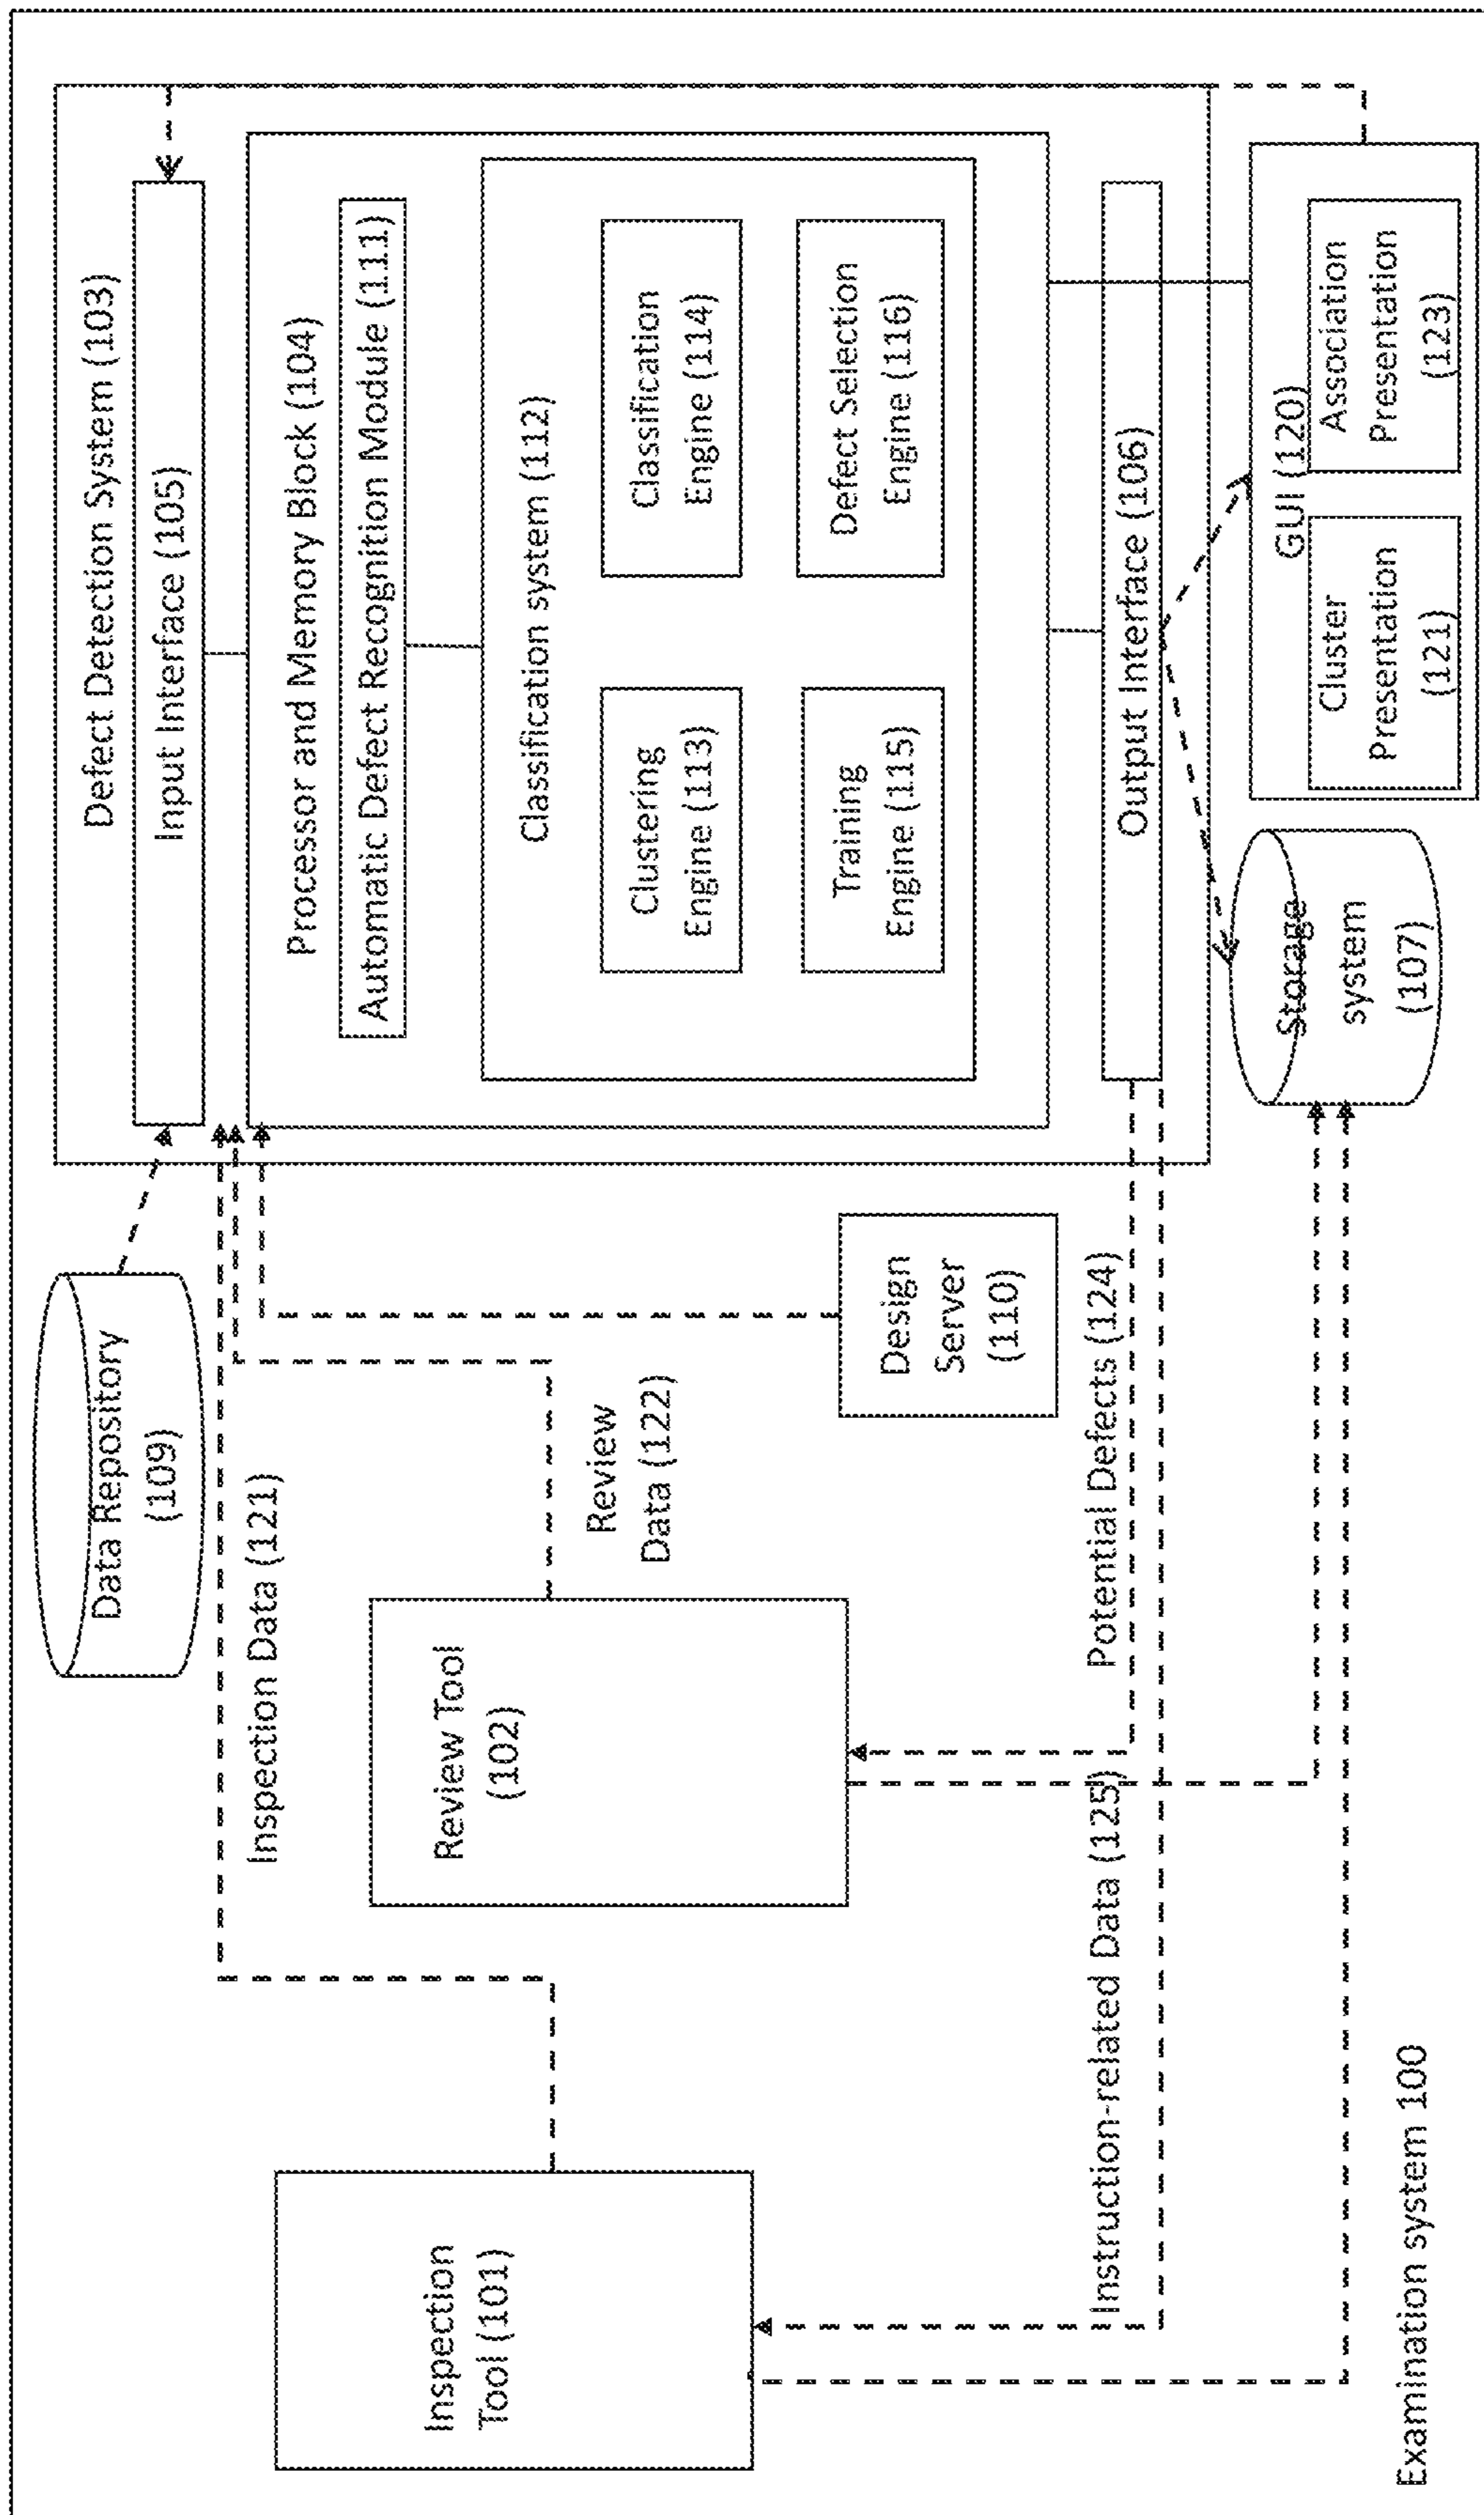 Data Repository
(109)
Inspection
Tool (101)
Inspection Data (121)
Review Tool
(102)
Review
Data (122)
Design
Server
(110)
Potential Defects (124)
Instruction-related Data (125)
Examination system 100
Defect Detection System (103)
Input Interface (105)
Processor and Memory Block (104)
Automatic Defect Recognition Module (111)
Classification system (112)
Clustering
Engine (113)
Classification
Engine (114)
Training
Engine (115)
Defect Selection
Engine (116)
Output Interface (106)
Storage
system
(107)
GUI (120)
Cluster
Presentation
(121)
Association
Presentation
(123)